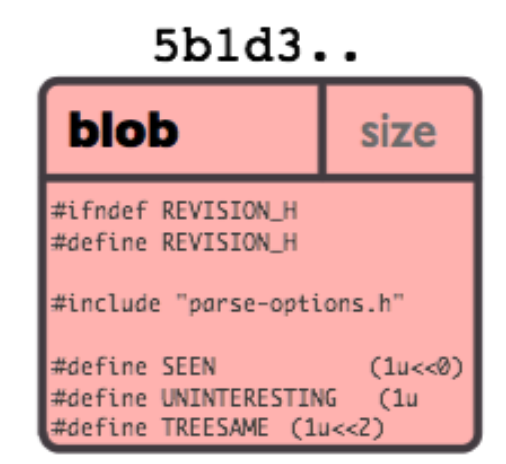 5b1d3..
blob size
#ifndef REVISION_H
#define REVISION_H
#include "parse-options.h"
#define SEEN (1u<<0)
#define UNINTERESTING (1u
#define TREESAME (1u<<2)